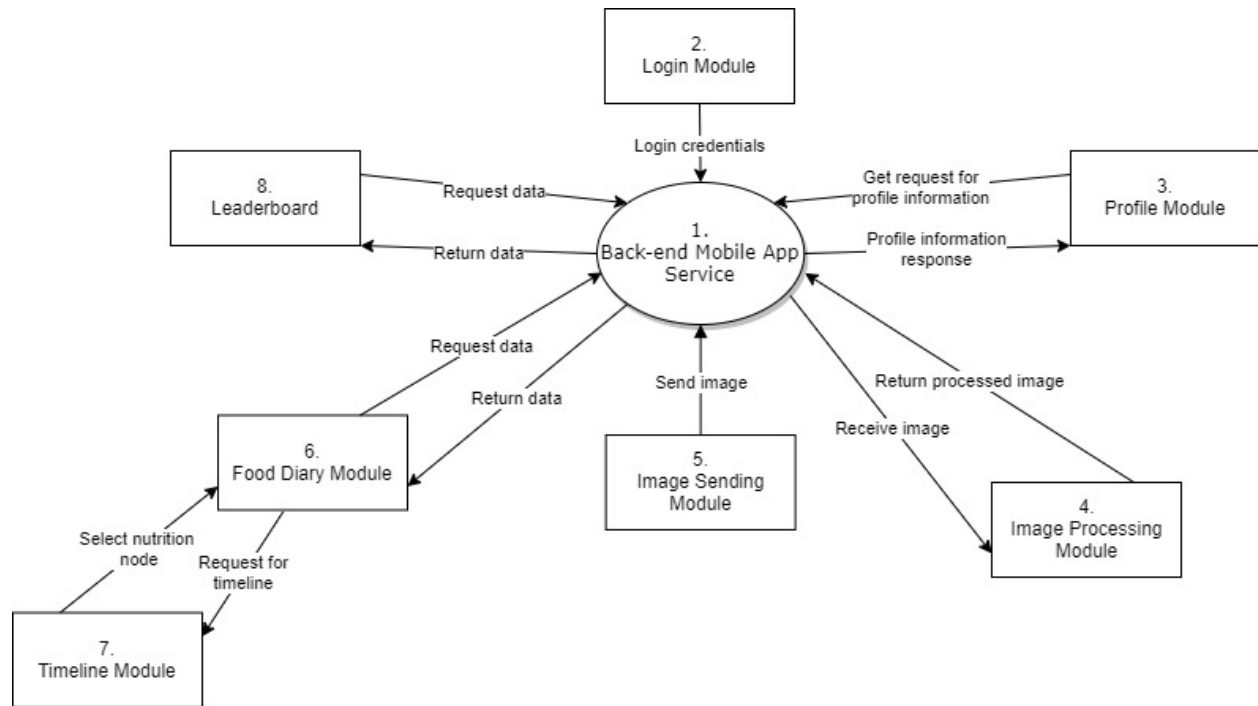 2.
Login Module
Login credentials
8.
Leaderboard
Request data
Get request for
profile information
3.
Profile Module
Return data
1.
Back-end Mobile App
Service
Profile information
response
Request data
Return data
Send image
Return processed image
Receive image
6.
Food Diary Module
5.
Image Sending
Module
4.
Image Processing
Module
Select nutrition
node
Request for
timeline
7.
Timeline Module